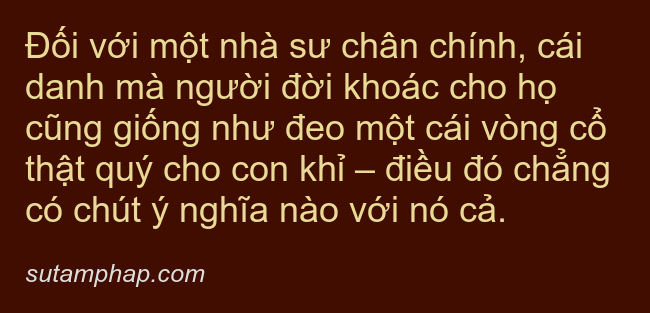 Đối với một nhà sư chân chính, cái
danh mà người đời khoác cho họ
cũng giống như đeo một cái vòng cổ
thật quý cho con khỉ – điều đó chẳng
có chút ý nghĩa nào với nó cả.
sutamphap.com